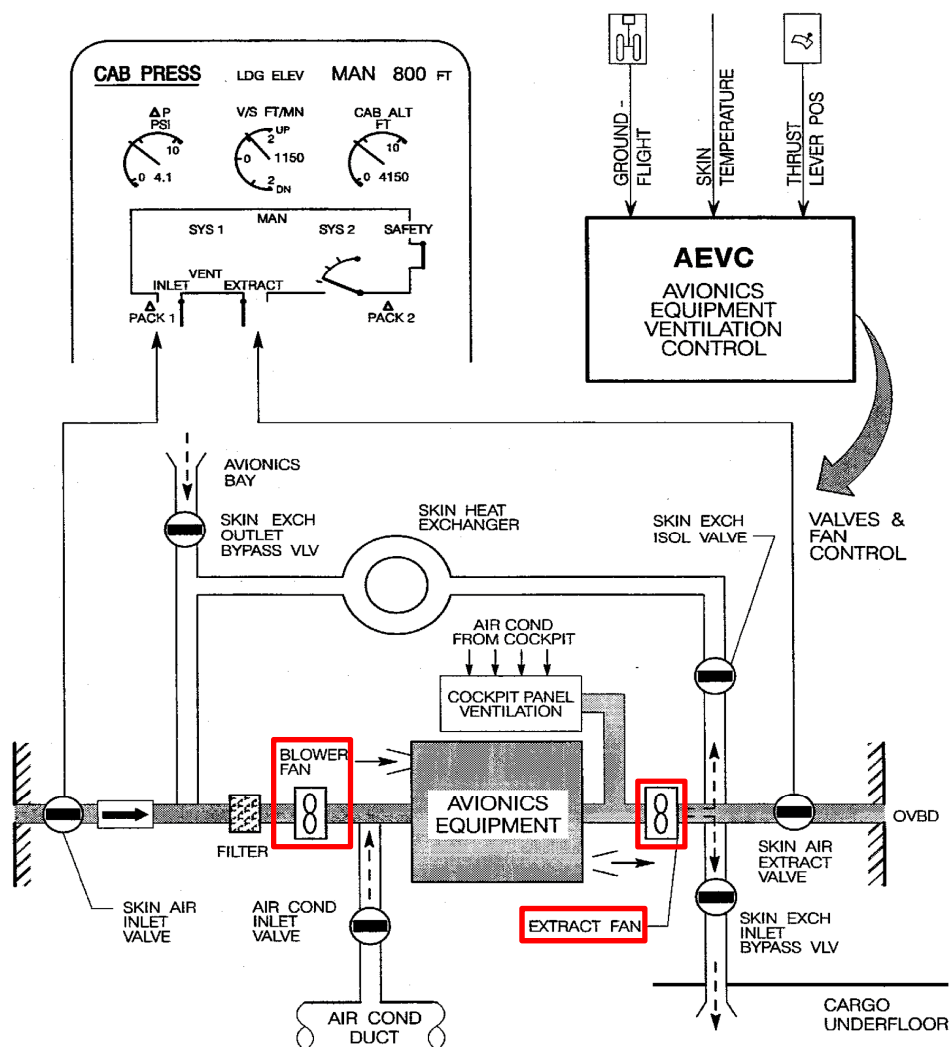 CAB PRESS LDG ELEV MAN 800 FT
ΔP
PSI
10
0 4.1
V/S FT/MN
UP
2
1150
0
2
DN
CAB ALT
FT
10
0 4150
MAN
SYS 1 SYS 2 SAFETY
VENT
INLET EXTRACT
Δ
PACK 1
Δ
PACK 2
GROUND -
FLIGHT
SKIN
TEMPERATURE
THRUST
LEVER POS
AEVC
AVIONICS
EQUIPMENT
VENTILATION
CONTROL
VALVES &
FAN
CONTROL
AVIONICS
BAY
SKIN EXCH
OUTLET
BYPASS VLV
SKIN HEAT
EXCHANGER
SKIN EXCH
ISOL VALVE
AIR COND
FROM COCKPIT
COCKPIT PANEL
VENTILATION
BLOWER
FAN
AVIONICS
EQUIPMENT
OVBD
FILTER
SKIN AIR
INLET
VALVE
AIR COND
INLET
VALVE
EXTRACT FAN
SKIN AIR
EXTRACT
VALVE
SKIN EXCH
INLET
BYPASS VLV
AIR COND
DUCT
CARGO
UNDERFLOOR